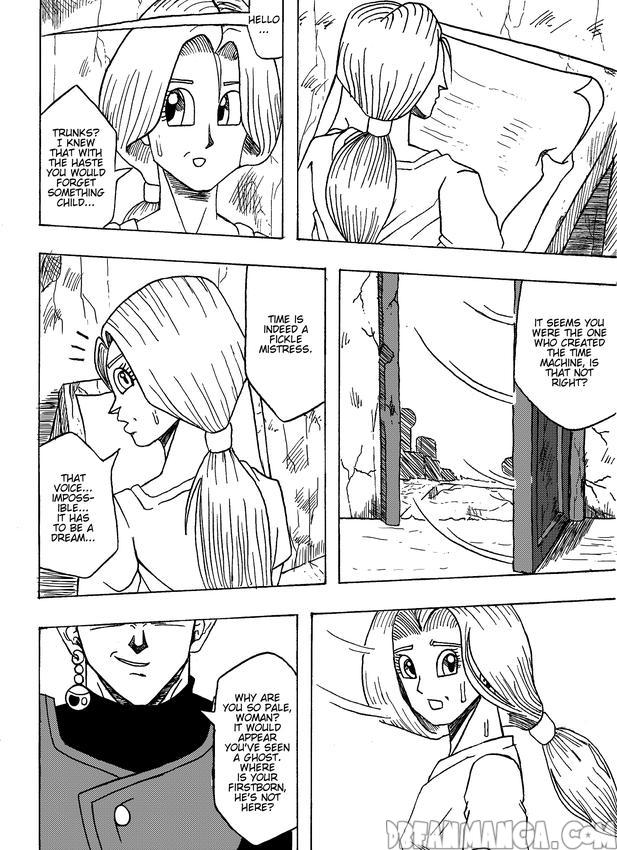 HELLO
...
TRUNKS?
I KNEW
THAT WITH
THE HASTE
YOU WOULD
FORGET
SOMETHING
CHILD...
IT SEEMS YOU
WERE THE ONE
WHO CREATED
THE TIME
MACHINE, IS
THAT NOT
RIGHT?
TIME IS
INDEED A
FICKLE
MISTRESS.
THAT
VOICE...
IMPOSS-
IBLE...
IT HAS
TO BE A
DREAM...
WHY ARE
YOU SO PALE,
WOMAN?
IT WOULD
APPEAR
YOU'VE SEEN
A GHOST.
WHERE
IS YOUR
FIRSTBORN,
HE'S NOT
HERE?
DREAMMANGA.COM